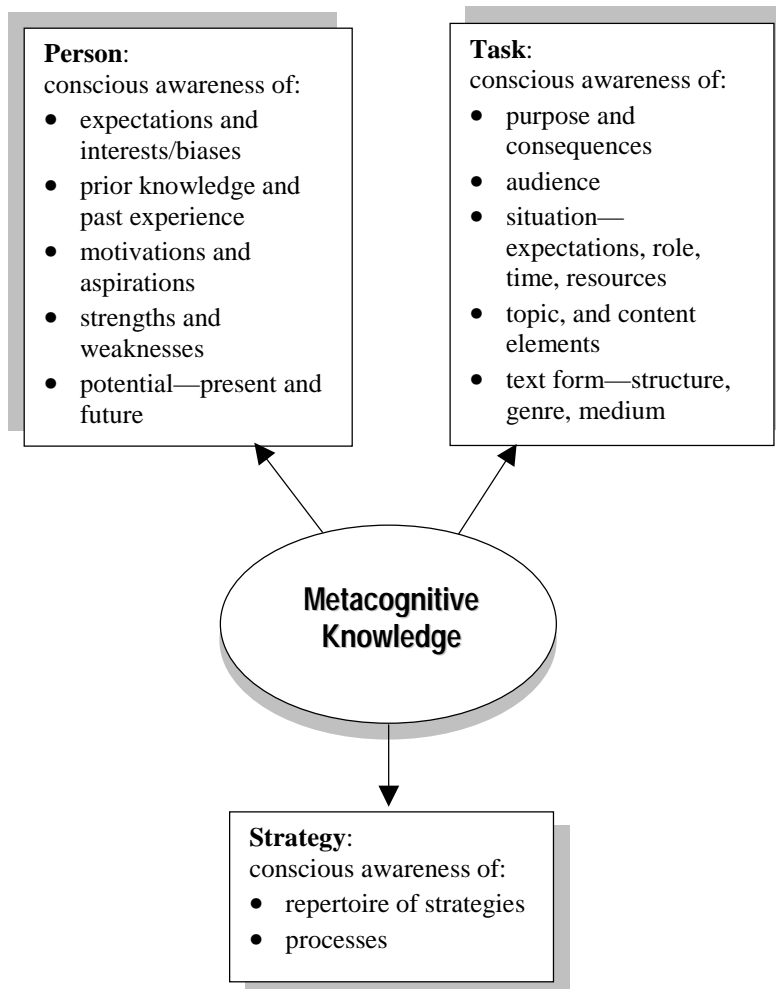 Person:
conscious awareness of:
• expectations and
interests/biases
• prior knowledge and
past experience
• motivations and
aspirations
• strengths and
weaknesses
• potential—present and
future
Task:
conscious awareness of:
• purpose and
consequences
• audience
• situation—
expectations, role,
time, resources
• topic, and content
elements
• text form—structure,
genre, medium
Metacognitive
Knowledge
Strategy:
conscious awareness of:
• repertoire of strategies
• processes